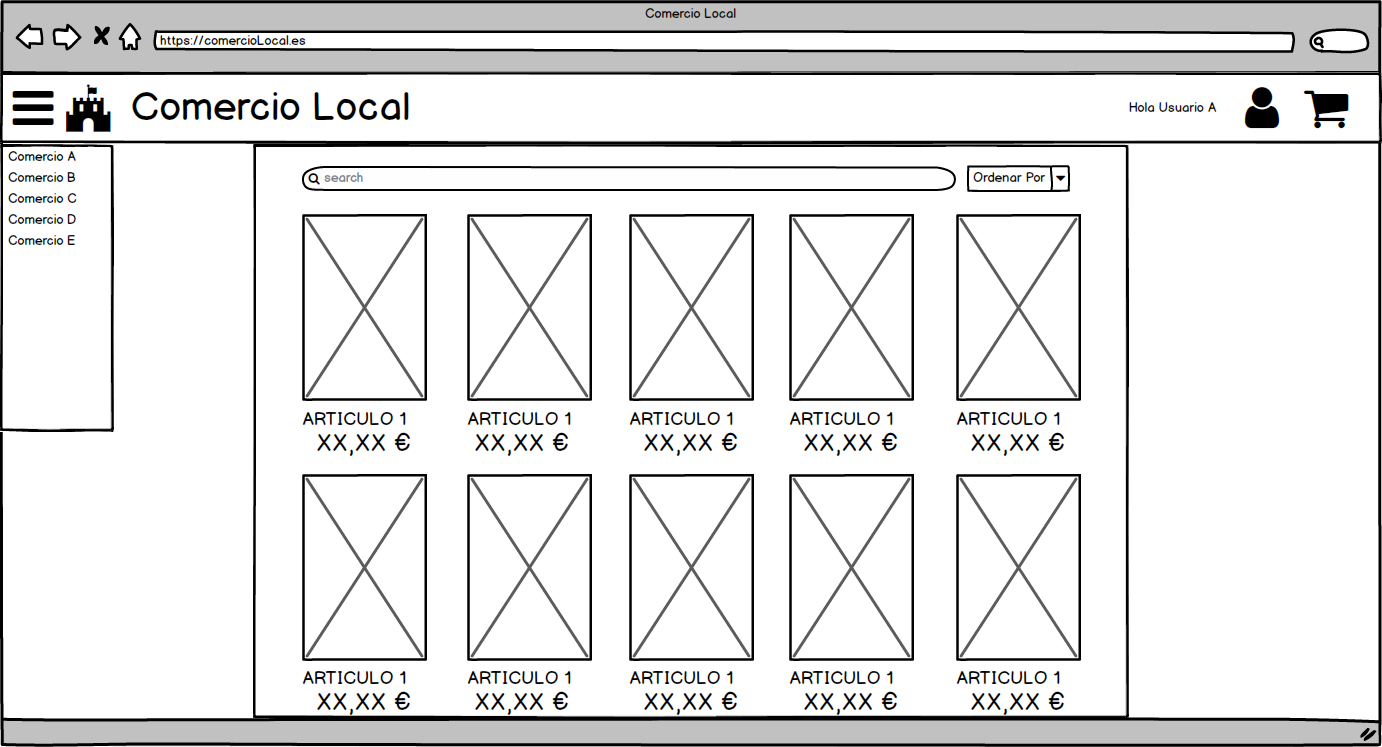 Comercio Local
https://comercioLocal.es
Comercio Local
Hola Usuario A
Comercio A
Comercio B
Comercio C
Comercio D
Comercio E
search
Ordenar Por
ARTICULO 1 ARTICULO 1 ARTICULO 1 ARTICULO 1 ARTICULO 1
XX,XX € XX,XX € XX,XX € XX,XX € XX,XX €
ARTICULO 1 ARTICULO 1 ARTICULO 1 ARTICULO 1 ARTICULO 1
XX,XX € XX,XX € XX,XX € XX,XX € XX,XX €